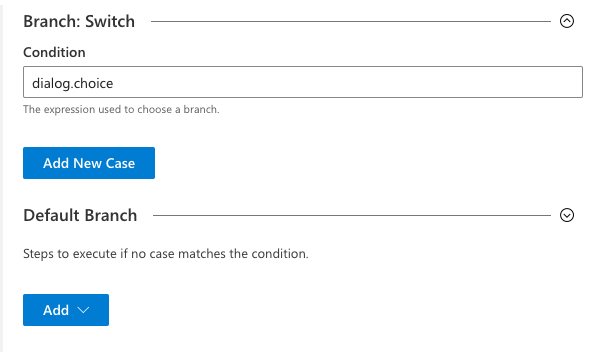 Branch: Switch
Condition
dialog.choice
The expression used to choose a branch.
Add New Case
Default Branch
Steps to execute if no case matches the condition.
Add